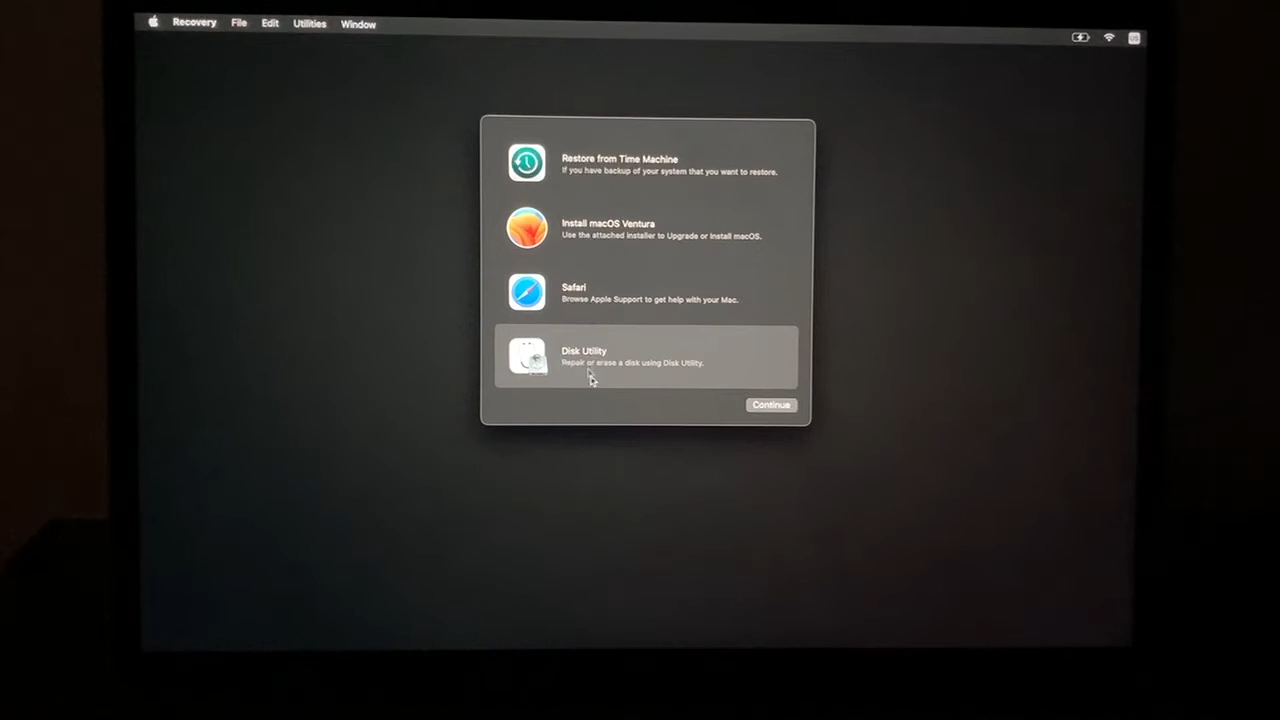 Recovery File Edit Utilities Window
US
Restore from Time Machine
If you have backup of your system that you want to restore.
Install macOS Ventura
Use the attached installer to Upgrade or Install macOS.
Safari
Browse Apple Support to get help with your Mac.
Disk Utility
Repair or erase a disk using Disk Utility.
Continue